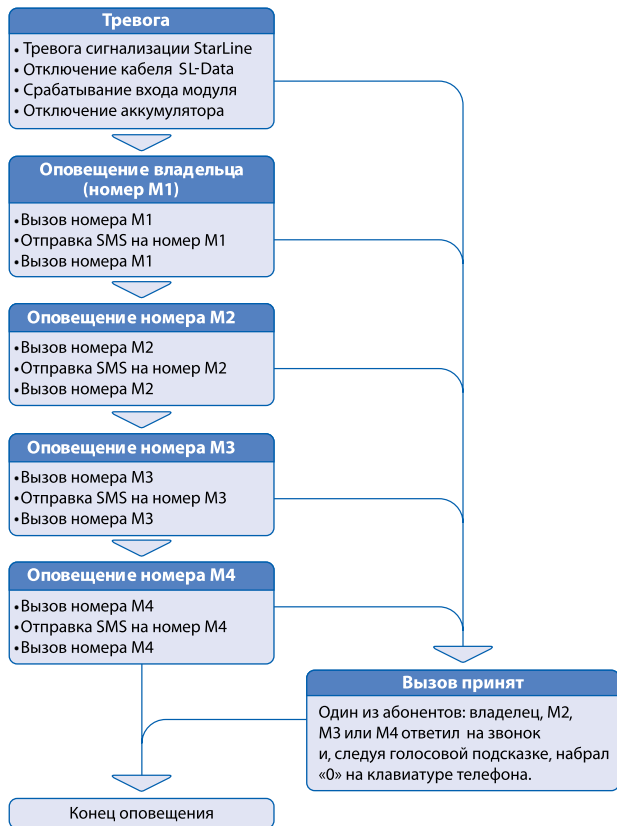 Тревога
• Тревога сигнализации StarLine
• Отключение кабеля SL-Data
• Срабатывание входа модуля
• Отключение аккумулятора
Оповещение владельца
(номер М1)
•Вызов номера М1
•Отправка SMS на номер М1
•Вызов номера М1
Оповещение номера М2
•Вызов номера М2
•Отправка SMS на номер М2
•Вызов номера М2
Оповещение номера М3
•Вызов номера М3
•Отправка SMS на номер М3
•Вызов номера М3
Оповещение номера М4
•Вызов номера М4
•Отправка SMS на номер М4
•Вызов номера М4
Вызов принят
Один из абонентов: владелец, М2,
М3 или М4 ответил на звонок
и, следуя голосовой подсказке, набрал
«0» на клавиатуре телефона.
Конец оповещения